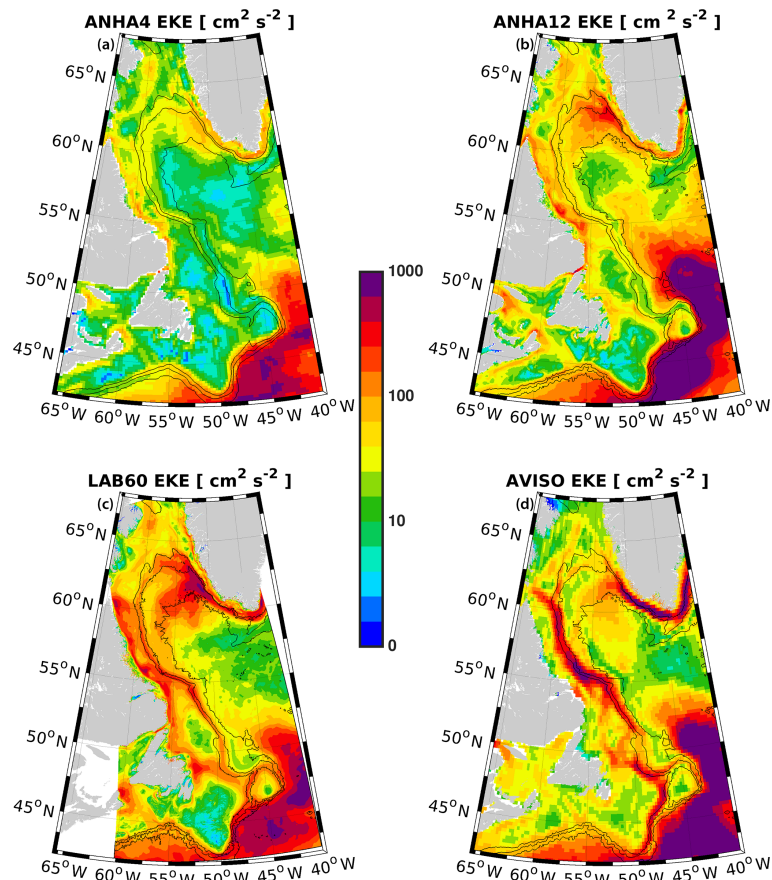 ANHA4 EKE [ cm² s⁻² ]
(a)
65°N
60°N
55°N
50°N
45°N
65°W 60°W 55°W 50°W 45°W 40°W
ANHA12 EKE [ cm² s⁻² ]
(b)
65°N
60°N
55°N
50°N
45°N
65°W 60°W 55°W 50°W 45°W 40°W
1000
100
10
0
LAB60 EKE [ cm² s⁻² ]
(c)
65°N
60°N
55°N
50°N
45°N
65°W 60°W 55°W 50°W 45°W 40°W
AVISO EKE [ cm² s⁻² ]
(d)
65°N
60°N
55°N
50°N
45°N
65°W 60°W 55°W 50°W 45°W 40°W